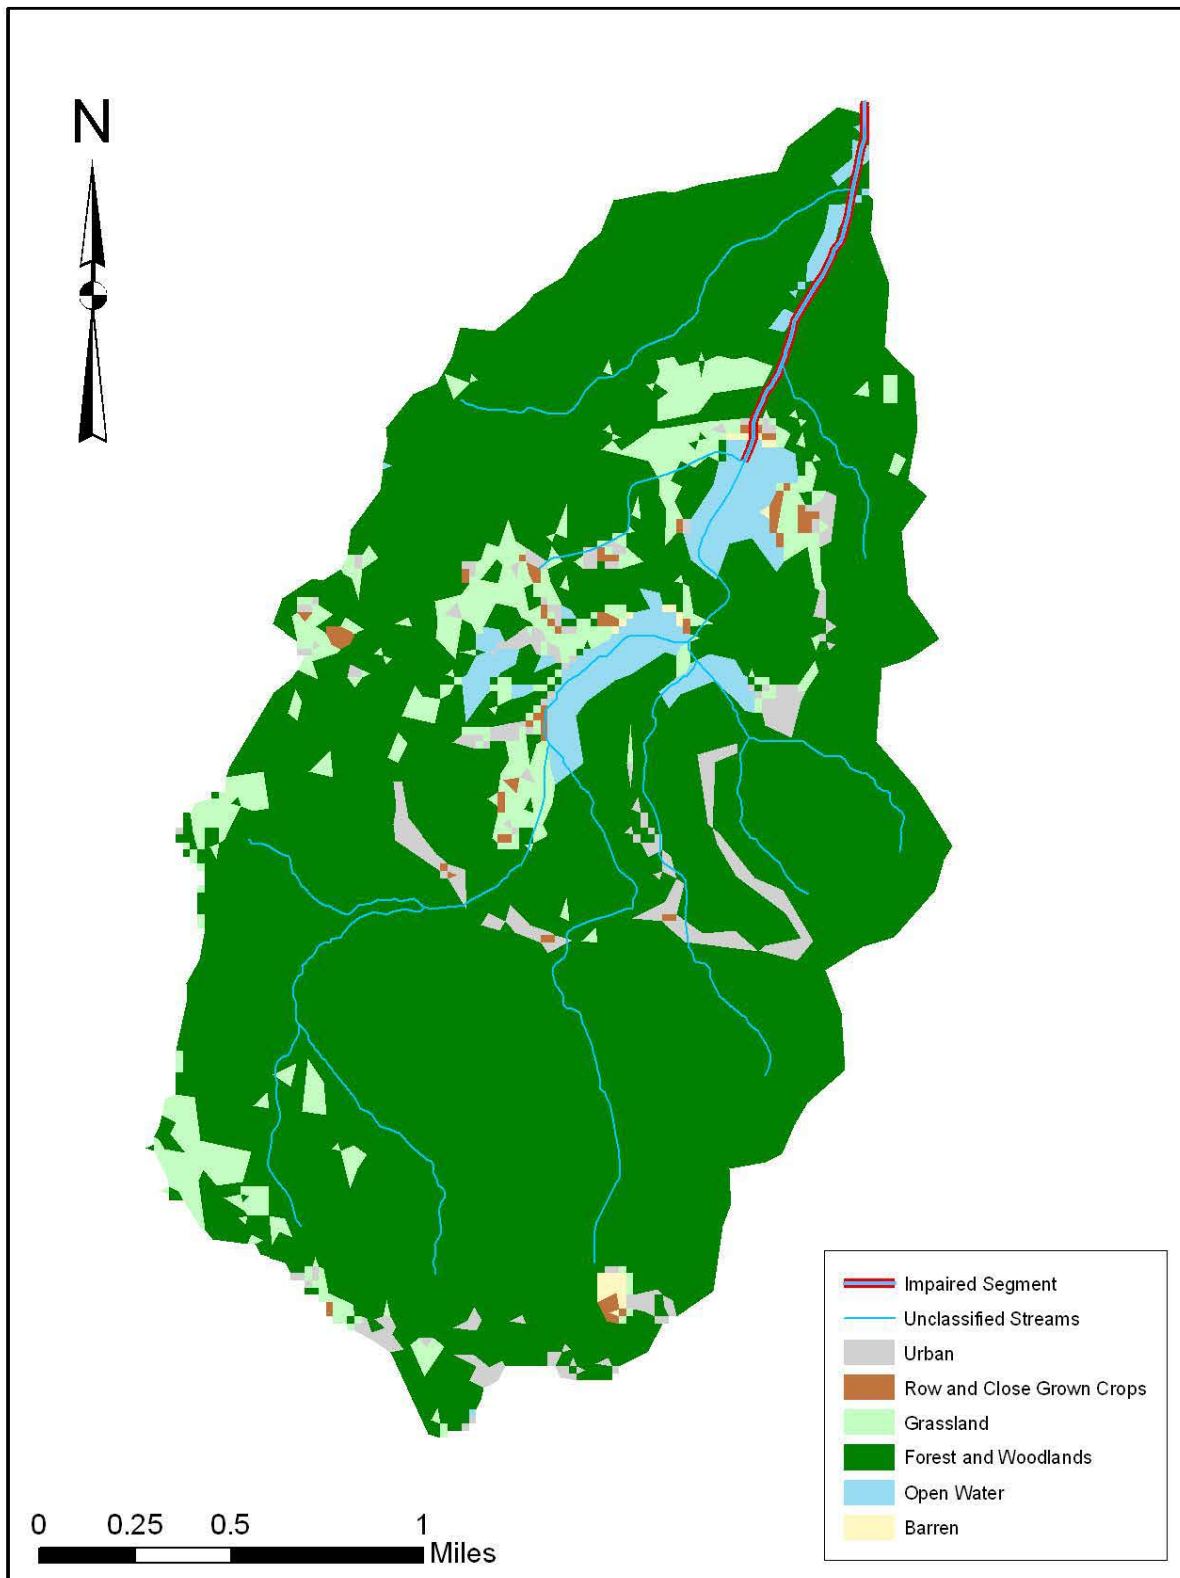 N
Impaired Segment
Unclassified Streams
Urban
Row and Close Grown Crops
Grassland
Forest and Woodlands
Open Water
Barren
0 0.25 0.5 1
Miles